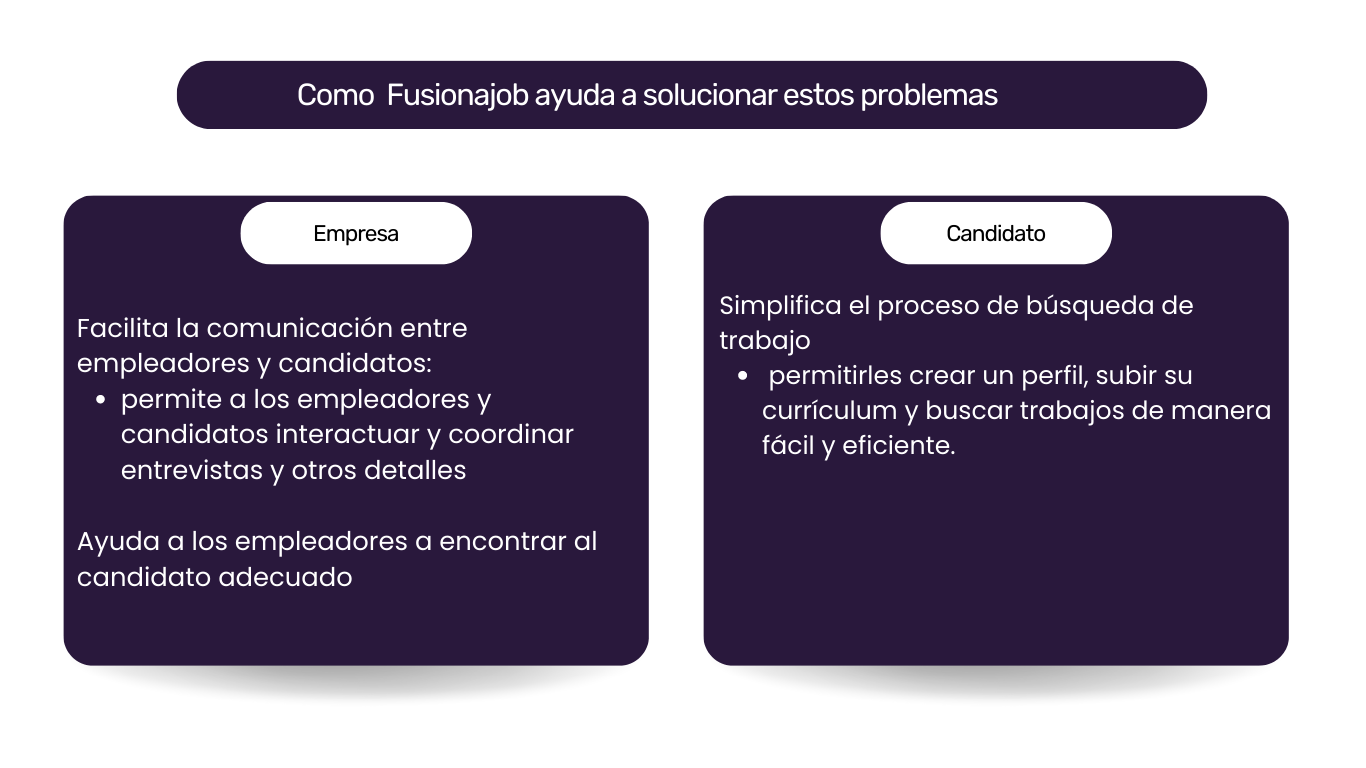 Como Fusionajob ayuda a solucionar estos problemas
Empresa
Facilita la comunicación entre
empleadores y candidatos:
• permite a los empleadores y
candidatos interactuar y coordinar
entrevistas y otros detalles
Ayuda a los empleadores a encontrar al
candidato adecuado
Candidato
Simplifica el proceso de búsqueda de
trabajo
• permitirles crear un perfil, subir su
currículum y buscar trabajos de manera
fácil y eficiente.